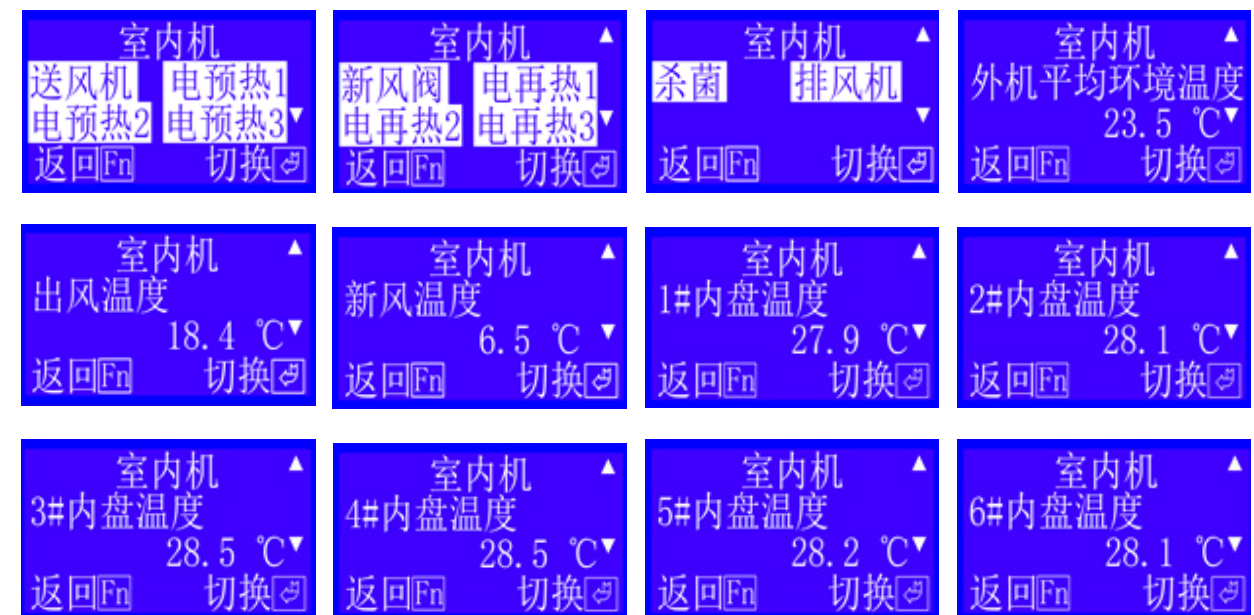 室内机 ▲
送风机 电预热1
电预热2 电预热3▼
返回Fn 切换
室内机 ▲
新风阀 电再热1
电再热2 电再热3▼
返回Fn 切换
室内机 ▲
杀菌 排风机
▼
返回Fn 切换
室内机 ▲
外机平均环境温度
23.5 ℃▼
返回Fn 切换
室内机 ▲
出风温度
18.4 ℃▼
返回Fn 切换
室内机 ▲
新风温度
6.5 ℃ ▼
返回Fn 切换
室内机 ▲
1#内盘温度
27.9 ℃▼
返回Fn 切换
室内机 ▲
2#内盘温度
28.1 ℃▼
返回Fn 切换
室内机 ▲
3#内盘温度
28.5 ℃▼
返回Fn 切换
室内机 ▲
4#内盘温度
28.5 ℃▼
返回Fn 切换
室内机 ▲
5#内盘温度
28.2 ℃▼
返回Fn 切换
室内机 ▲
6#内盘温度
28.1 ℃▼
返回Fn 切换